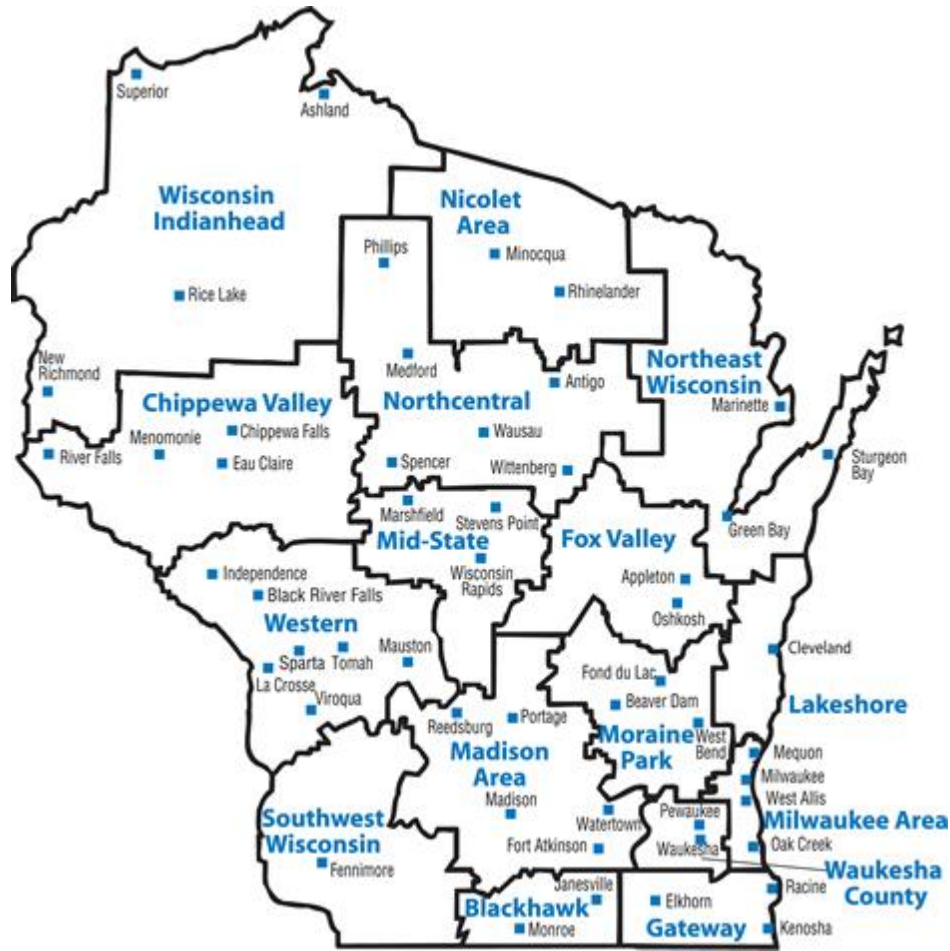 Superior
Ashland
Wisconsin
Indianhead
Nicolet
Area
Phillips
Minocqua
Rice Lake
Rhinelander
New
Richmond
Medford
Northeast
Wisconsin
Antigo
Marinette
Chippewa Valley
Northcentral
Chippewa Falls
Wausau
Menomonie
River Falls
Eau Claire
Spencer
Wittenberg
Sturgeon
Bay
Marshfield
Stevens Point
Green Bay
Mid-State
Fox Valley
Wisconsin
Rapids
Appleton
Oshkosh
Independence
Black River Falls
Western
Mauston
Sparta
Tomah
La Crosse
Viroqua
Cleveland
Fond du Lac
Beaver Dam
Lakeshore
Reedsburg
Portage
West
Bend
Moraine
Park
Madison
Area
Mequon
Milwaukee
West Allis
Madison
Watertown
Pewaukee
Milwaukee Area
Southwest
Wisconsin
Fort Atkinson
Waukesha
Oak Creek
Fennimore
Waukesha
County
Janesville
Blackhawk
Monroe
Elkhorn
Gateway
Racine
Kenosha